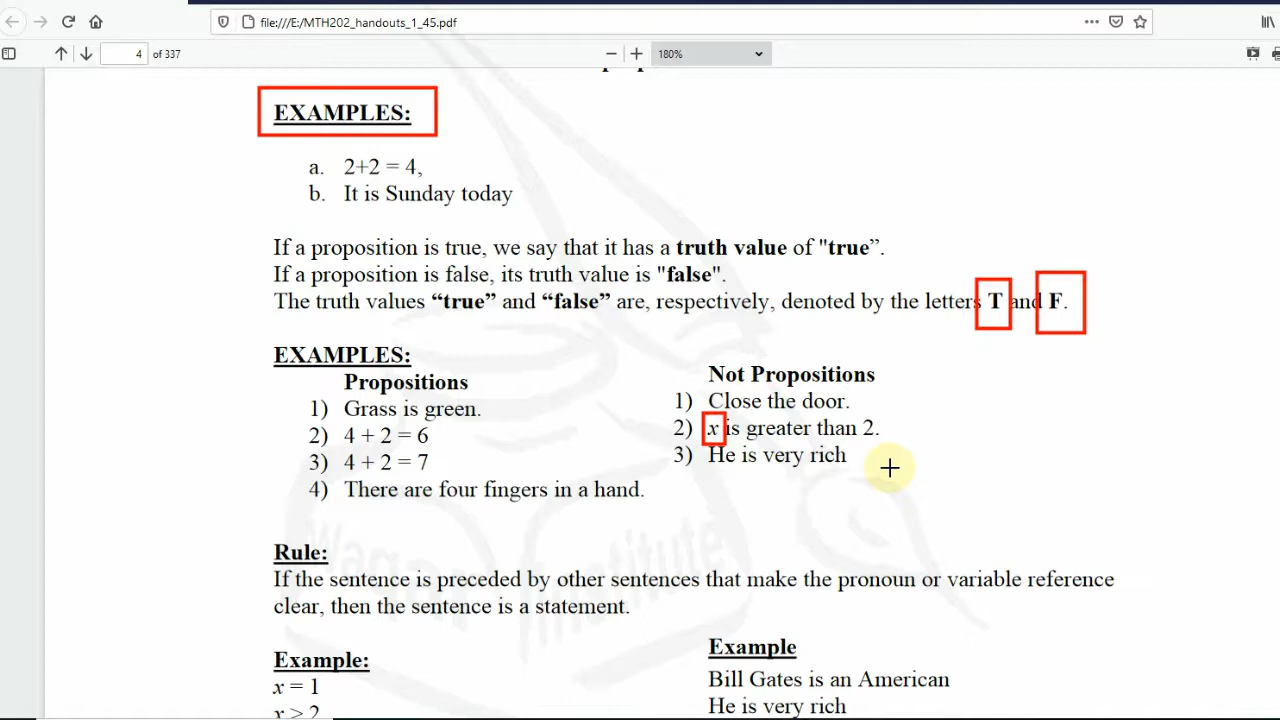 file:///E:/MTH202_handouts_1_45.pdf
4 of 337
180%
EXAMPLES:
a. 2+2 = 4,
b. It is Sunday today
If a proposition is true, we say that it has a truth value of "true”.
If a proposition is false, its truth value is "false".
The truth values “true” and “false” are, respectively, denoted by the letters T and F.
EXAMPLES:
Propositions
1) Grass is green.
2) 4 + 2 = 6
3) 4 + 2 = 7
4) There are four fingers in a hand.
Not Propositions
1) Close the door.
2) x is greater than 2.
3) He is very rich
Waqar Institute
Rule:
If the sentence is preceded by other sentences that make the pronoun or variable reference
clear, then the sentence is a statement.
Example:
x = 1
x > 2
Example
Bill Gates is an American
He is very rich